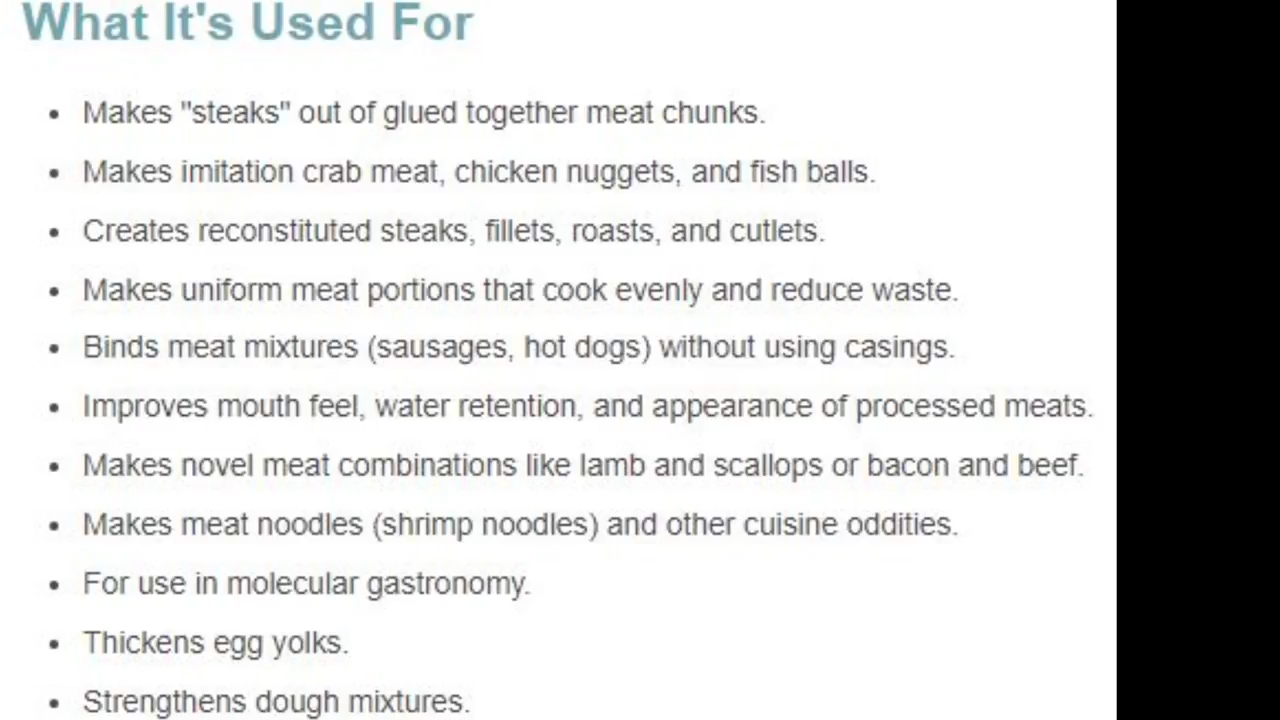 What It's Used For
• Makes "steaks" out of glued together meat chunks.
• Makes imitation crab meat, chicken nuggets, and fish balls.
• Creates reconstituted steaks, fillets, roasts, and cutlets.
• Makes uniform meat portions that cook evenly and reduce waste.
• Binds meat mixtures (sausages, hot dogs) without using casings.
• Improves mouth feel, water retention, and appearance of processed meats.
• Makes novel meat combinations like lamb and scallops or bacon and beef.
• Makes meat noodles (shrimp noodles) and other cuisine oddities.
• For use in molecular gastronomy.
• Thickens egg yolks.
• Strengthens dough mixtures.